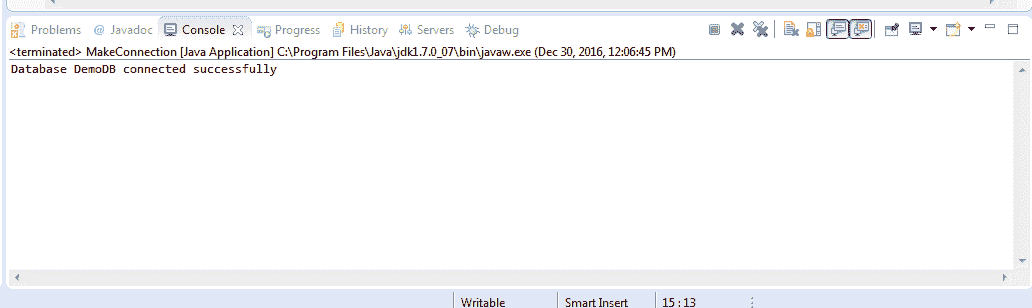 Problems @ Javadoc Console Progress History Servers Debug
<terminated> MakeConnection [Java Application] C:\Program Files\Java\jdk1.7.0_07\bin\javaw.exe (Dec 30, 2016, 12:06:45 PM)
Database DemoDB connected successfully
Writable Smart Insert 15 : 13